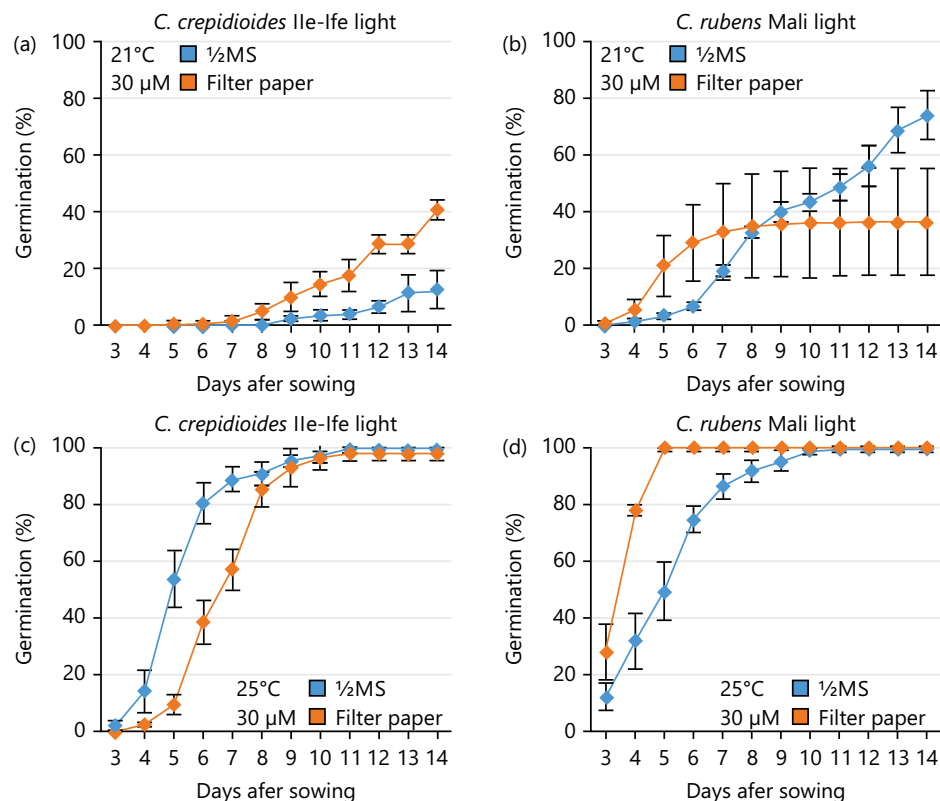 C. crepidioides Ile-Ife light
(a)
100
80
60
40
20
0
Germination (%)
21°C ½MS
30 µM Filter paper
3 4 5 6 7 8 9 10 11 12 13 14
Days afer sowing
C. rubens Mali light
(b)
100
80
60
40
20
0
Germination (%)
21°C ½MS
30 µM Filter paper
3 4 5 6 7 8 9 10 11 12 13 14
Days afer sowing
C. crepidioides Ile-Ife light
(c)
100
80
60
40
20
0
Germination (%)
25°C ½MS
30 µM Filter paper
3 4 5 6 7 8 9 10 11 12 13 14
Days afer sowing
C. rubens Mali light
(d)
100
80
60
40
20
0
Germination (%)
25°C ½MS
30 µM Filter paper
3 4 5 6 7 8 9 10 11 12 13 14
Days afer sowing